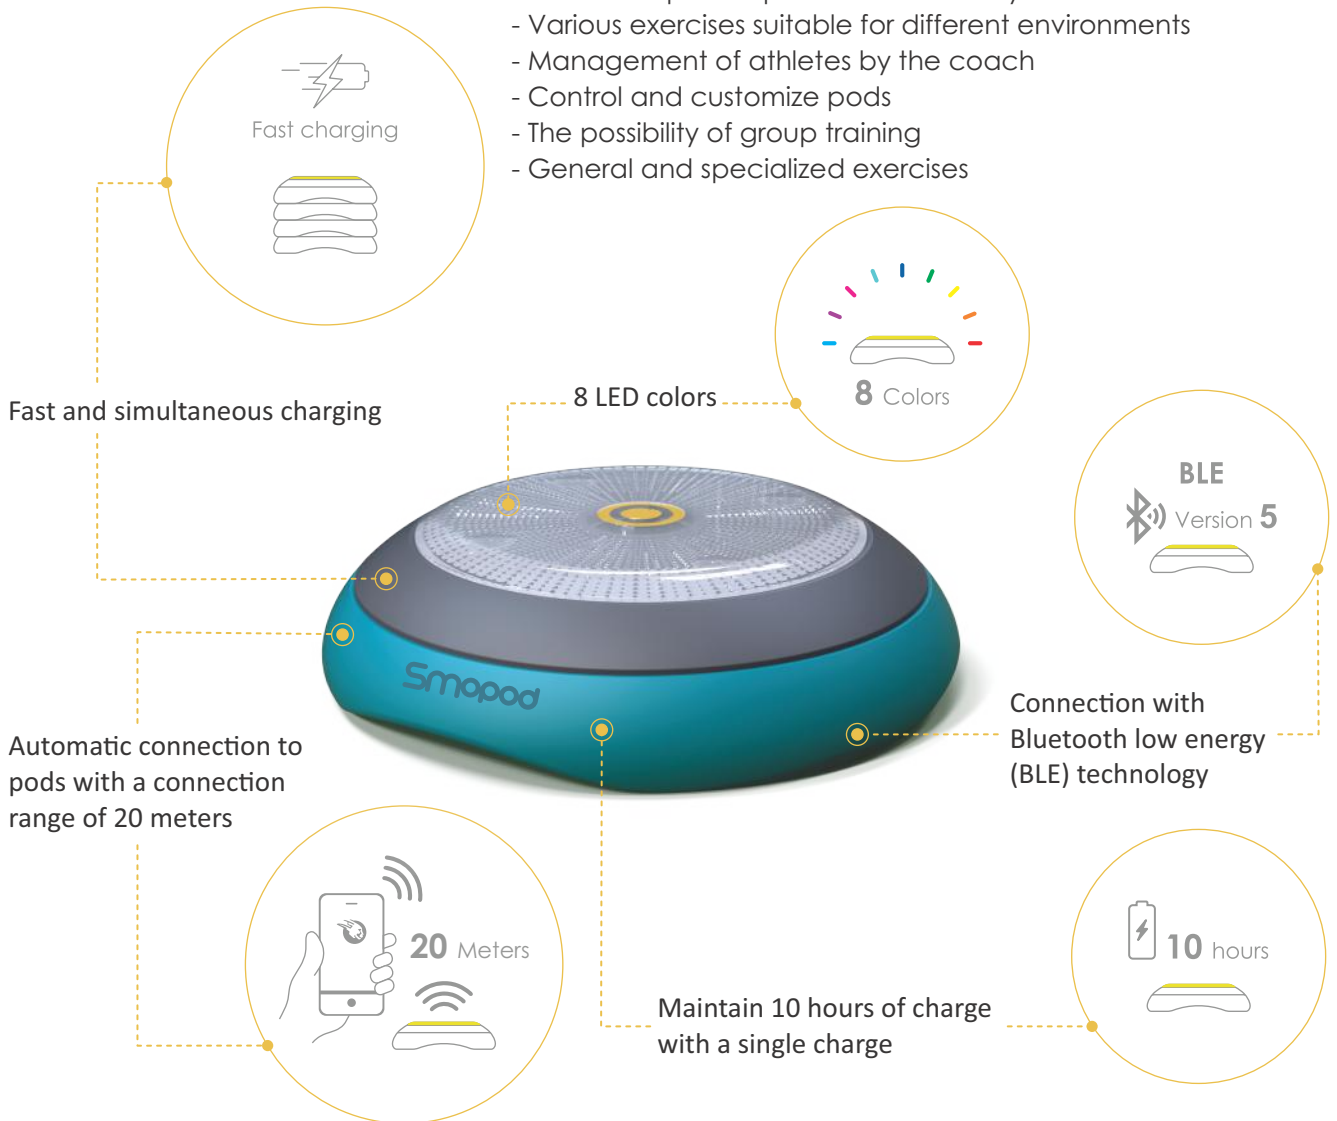 - Various exercises suitable for different environments
- Management of athletes by the coach
- Control and customize pods
- The possibility of group training
- General and specialized exercises
Fast charging
Fast and simultaneous charging
8 LED colors
8 Colors
BLE
Version 5
Smopod
Connection with
Bluetooth low energy
(BLE) technology
Automatic connection to
pods with a connection
range of 20 meters
20 Meters
10 hours
Maintain 10 hours of charge
with a single charge